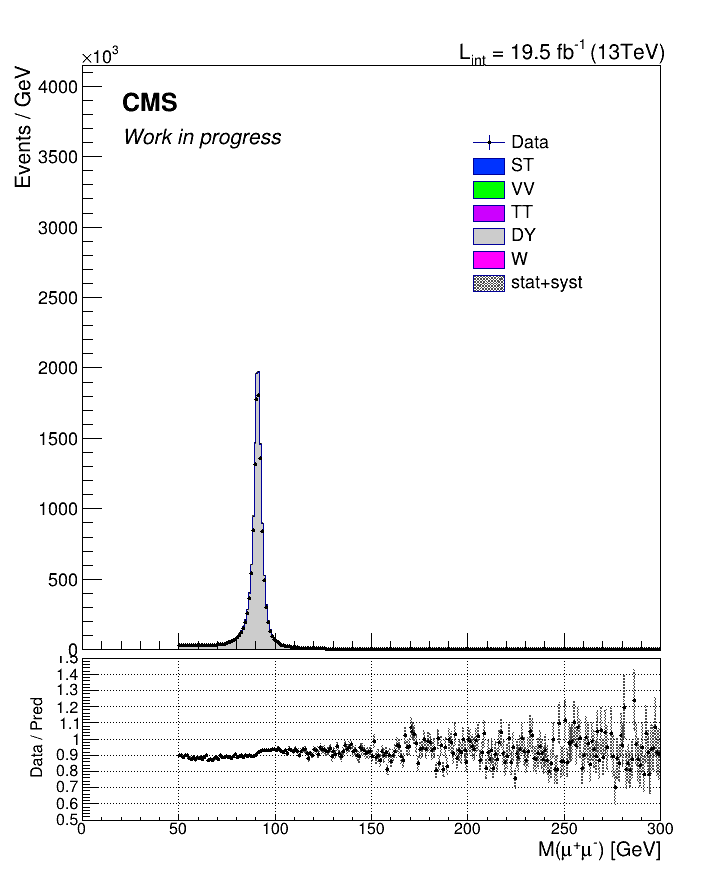 ×10³
L_int = 19.5 fb⁻¹ (13TeV)
Events / GeV
4000
3500
3000
2500
2000
1500
1000
500
0
CMS
Work in progress
Data
ST
VV
TT
DY
W
stat+syst
Data / Pred
1.5
1.4
1.3
1.2
1.1
1
0.9
0.8
0.7
0.6
0.5
0 50 100 150 200 250 300
M(μ⁺μ⁻) [GeV]